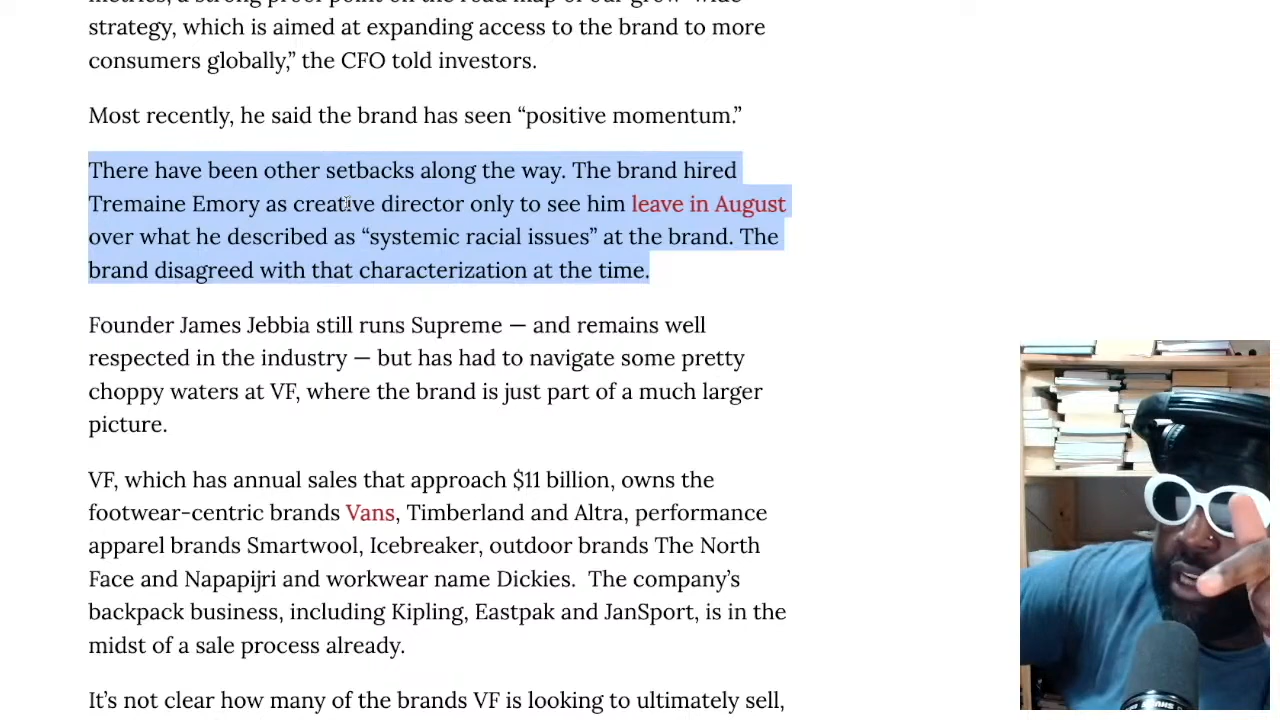 strategy, which is aimed at expanding access to the brand to more
consumers globally,” the CFO told investors.
Most recently, he said the brand has seen “positive momentum.”
There have been other setbacks along the way. The brand hired
Tremaine Emory as creative director only to see him leave in August
over what he described as “systemic racial issues” at the brand. The
brand disagreed with that characterization at the time.
Founder James Jebbia still runs Supreme — and remains well
respected in the industry — but has had to navigate some pretty
choppy waters at VF, where the brand is just part of a much larger
picture.
VF, which has annual sales that approach $11 billion, owns the
footwear-centric brands Vans, Timberland and Altra, performance
apparel brands Smartwool, Icebreaker, outdoor brands The North
Face and Napapijri and workwear name Dickies. The company’s
backpack business, including Kipling, Eastpak and JanSport, is in the
midst of a sale process already.
It’s not clear how many of the brands VF is looking to ultimately sell,